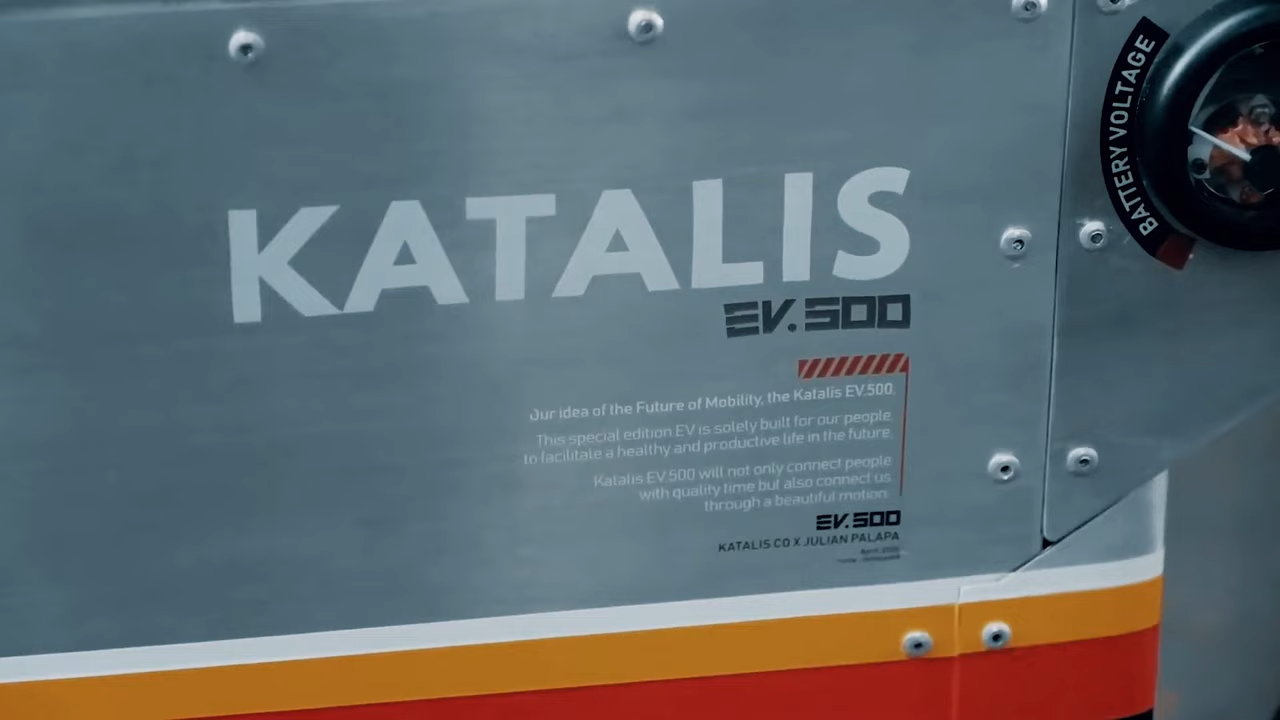 BATTERY VOLTAGE
KATALIS
EV.500
Our idea of the Future of Mobility, the Katalis EV.500.
This special edition EV is solely built for our people,
to facilitate a healthy and productive life in the future.
Katalis EV.500 will not only connect people
with quality time but also connect us
through a beautiful motion.
EV.500
KATALIS CO X JULIAN PALAPA